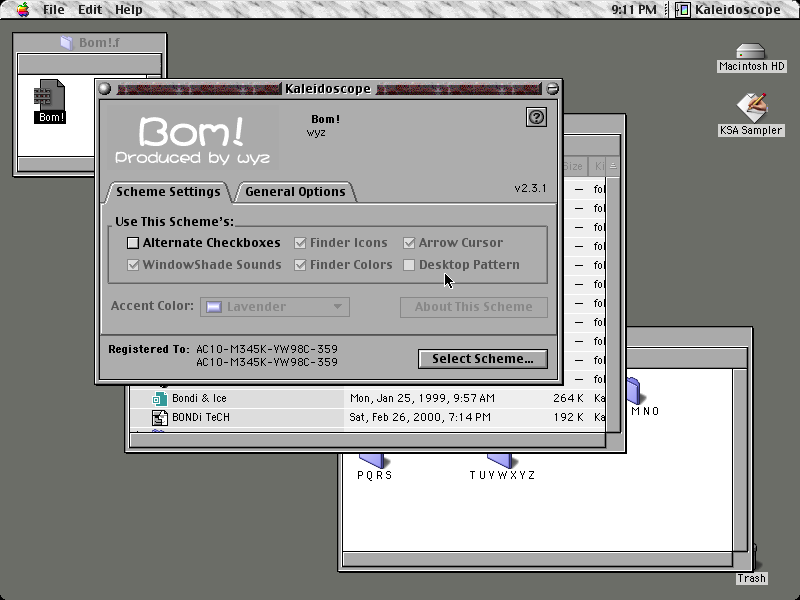 File Edit Help
9:11 PM Kaleidoscope
Bom!.f
Bom!
Macintosh HD
KSA Sampler
Kaleidoscope
Bom!
Produced by wyz
Bom!
wyz
?
Scheme Settings General Options
v2.3.1
Use This Scheme's:
Alternate Checkboxes Finder Icons Arrow Cursor
WindowShade Sounds Finder Colors Desktop Pattern
Accent Color: Lavender
About This Scheme
Registered To: AC10-M345K-VW98C-359
AC10-M345K-VW98C-359
Select Scheme...
Size Ki
— fol
— fol
— fol
— fol
— fol
— fol
— fol
— fol
— fol
— fol
Ka
Bondi & Ice Mon, Jan 25, 1999, 9:57 AM 264 K Ka
BONDi TeCH Sat, Feb 26, 2000, 7:14 PM 192 K Ka
M N O
P Q R S
T U V W X Y Z
Trash